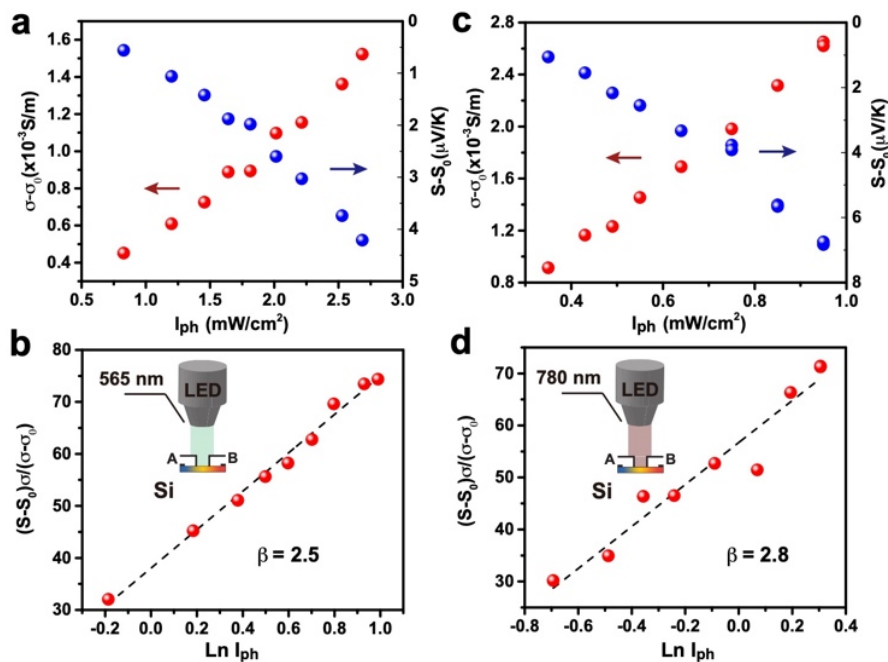 a
σ-σ₀(x10⁻³S/m)
1.6
1.4
1.2
1.0
0.8
0.6
0.4
0
1
2
3
4
5
S-S₀(μV/K)
0.5 1.0 1.5 2.0 2.5 3.0
Iph (mW/cm²)
c
σ-σ₀(x10⁻³S/m)
2.8
2.4
2.0
1.6
1.2
0.8
0
2
4
6
8
S-S₀(μV/K)
0.4 0.6 0.8 1.0
Iph (mW/cm²)
b
(S-S₀)σ/(σ-σ₀)
80
70
60
50
40
30
565 nm
LED
A B
Si
β = 2.5
-0.2 0.0 0.2 0.4 0.6 0.8 1.0
Ln Iph
d
(S-S₀)σ/(σ-σ₀)
70
60
50
40
30
780 nm
LED
A B
Si
β = 2.8
-0.8 -0.6 -0.4 -0.2 0.0 0.2 0.4
Ln Iph